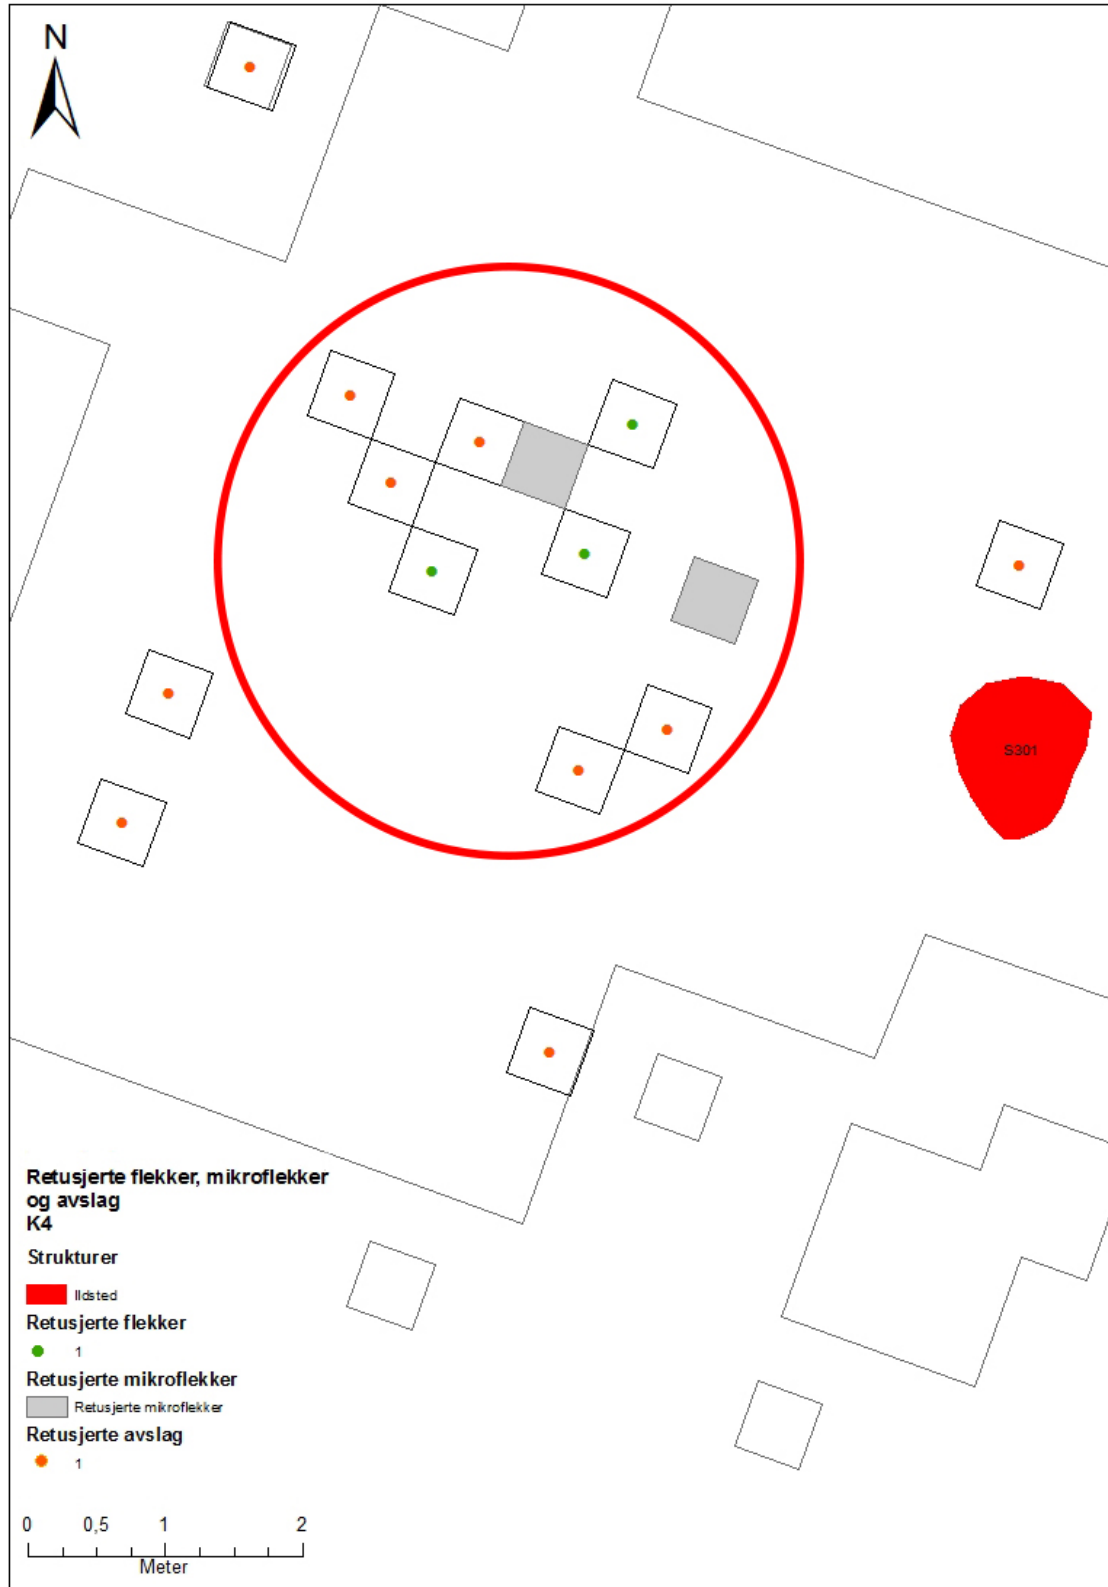 N
S301
Retusjerte flekker, mikroflekker
og avslag
K4
Strukturer
Ildsted
Retusjerte flekker
1
Retusjerte mikroflekker
Retusjerte mikroflekker
Retusjerte avslag
1
0 0,5 1 2
Meter